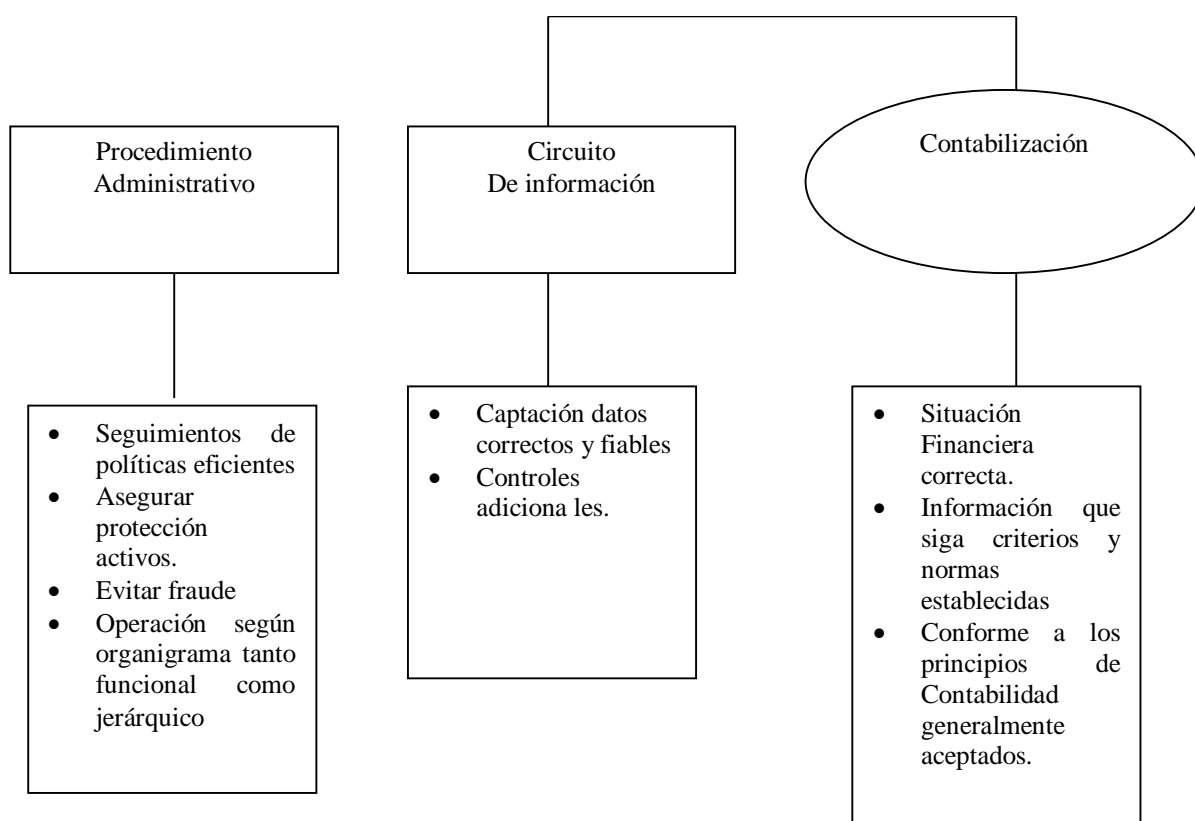 Procedimiento
Administrativo
Circuito
De información
Contabilización
• Seguimientos de
políticas eficientes
• Asegurar
protección
activos.
• Evitar fraude
• Operación según
organigrama tanto
funcional como
jerárquico
• Captación datos
correctos y fiables
• Controles
adiciona les.
• Situación
Financiera
correcta.
• Información que
siga criterios y
normas
establecidas
• Conforme a los
principios de
Contabilidad
generalmente
aceptados.